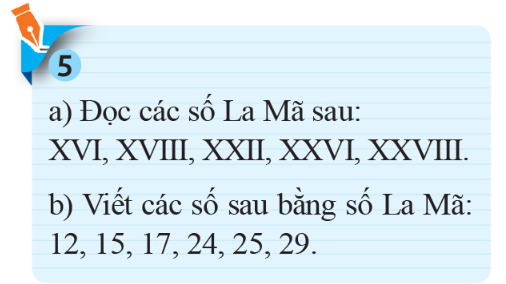 5
a) Đọc các số La Mã sau:
XVI, XVIII, XXII, XXVI, XXVIII.
b) Viết các số sau bằng số La Mã:
12, 15, 17, 24, 25, 29.